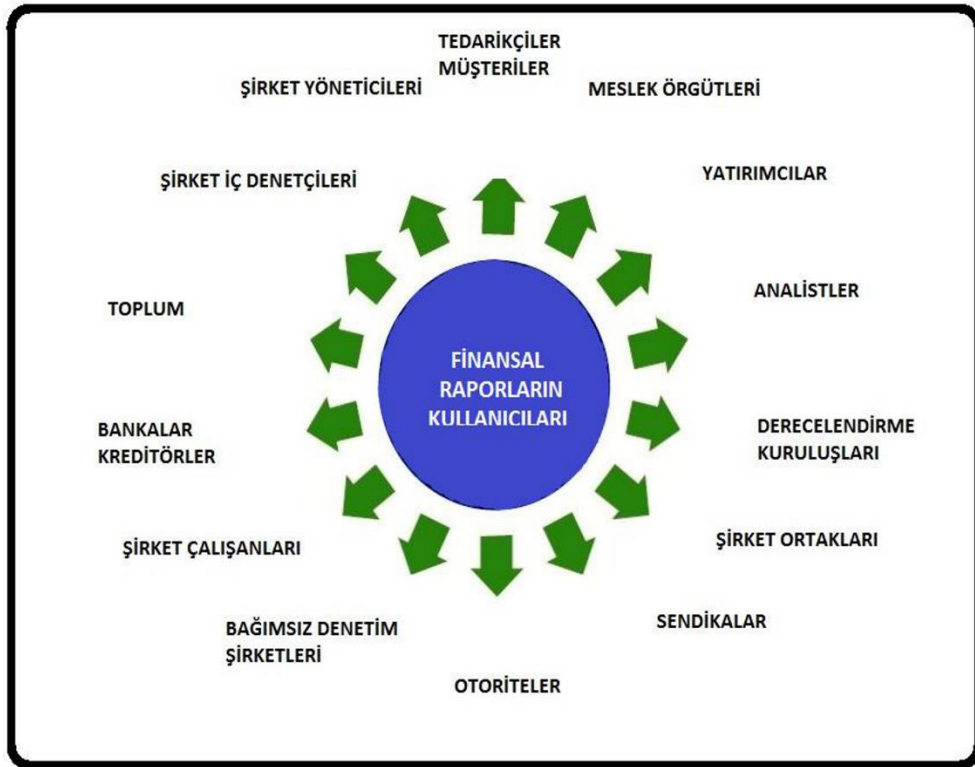 TEDARİKÇİLER
MÜŞTERİLER
ŞİRKET YÖNETİCİLERİ
MESLEK ÖRGÜTLERİ
ŞİRKET İÇ DENETÇİLERİ
YATIRIMCILAR
TOPLUM
ANALİSTLER
FİNANSAL
RAPORLARIN
KULLANICILARI
BANKALAR
KREDİTÖRLER
DERECELENDİRME
KURULUŞLARI
ŞİRKET ÇALIŞANLARI
ŞİRKET ORTAKLARI
BAĞIMSIZ DENETİM
ŞİRKETLERİ
SENDİKALAR
OTORİTELER